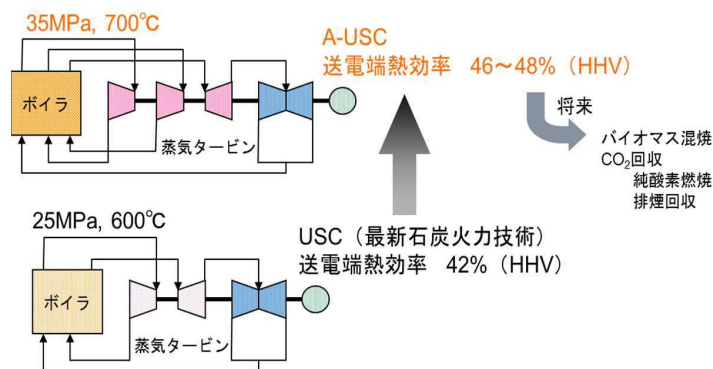 35MPa, 700℃
A-USC
送電端熱効率　46～48%（HHV）
ボイラ
蒸気タービン
将来
バイオマス混焼
CO₂回収
純酸素燃焼
排煙回収
25MPa, 600℃
USC（最新石炭火力技術）
送電端熱効率　42%（HHV）
ボイラ
蒸気タービン